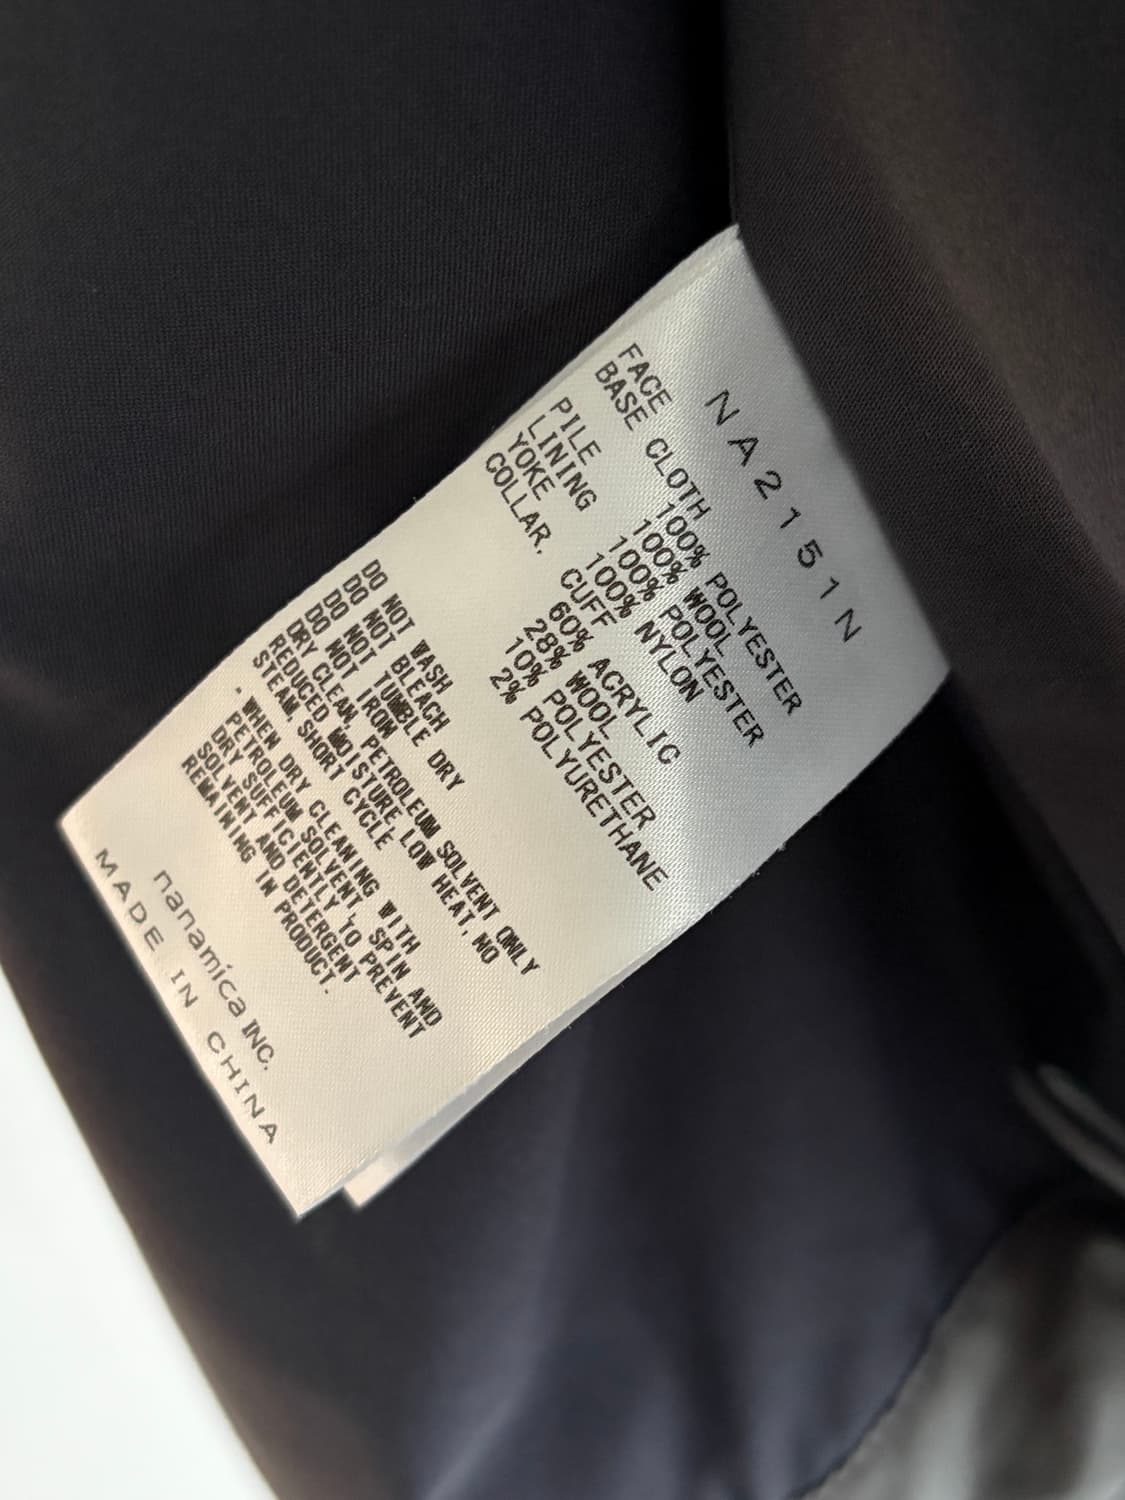 NA2151N
FACE
BASE CLOTH
100% POLYESTER
PILE 100% WOOL
LINING 100% POLYESTER
YOKE 100% NYLON
COLLAR, CUFF
60% ACRYLIC
28% WOOL
10% POLYESTER
2% POLYURETHANE
DO NOT WASH
DO NOT BLEACH
DO NOT TUMBLE DRY
DO NOT IRON
DRY CLEAN, PETROLEUM SOLVENT ONLY
REDUCED MOISTURE, LOW HEAT, NO
STEAM, SHORT CYCLE
・WHEN DRY CLEANING WITH
PETROLEUM SOLVENT, SPIN AND
DRY SUFFICIENTLY TO PREVENT
SOLVENT AND DETERGENT
REMAINING IN PRODUCT.
nanamica INC.
MADE IN CHINA